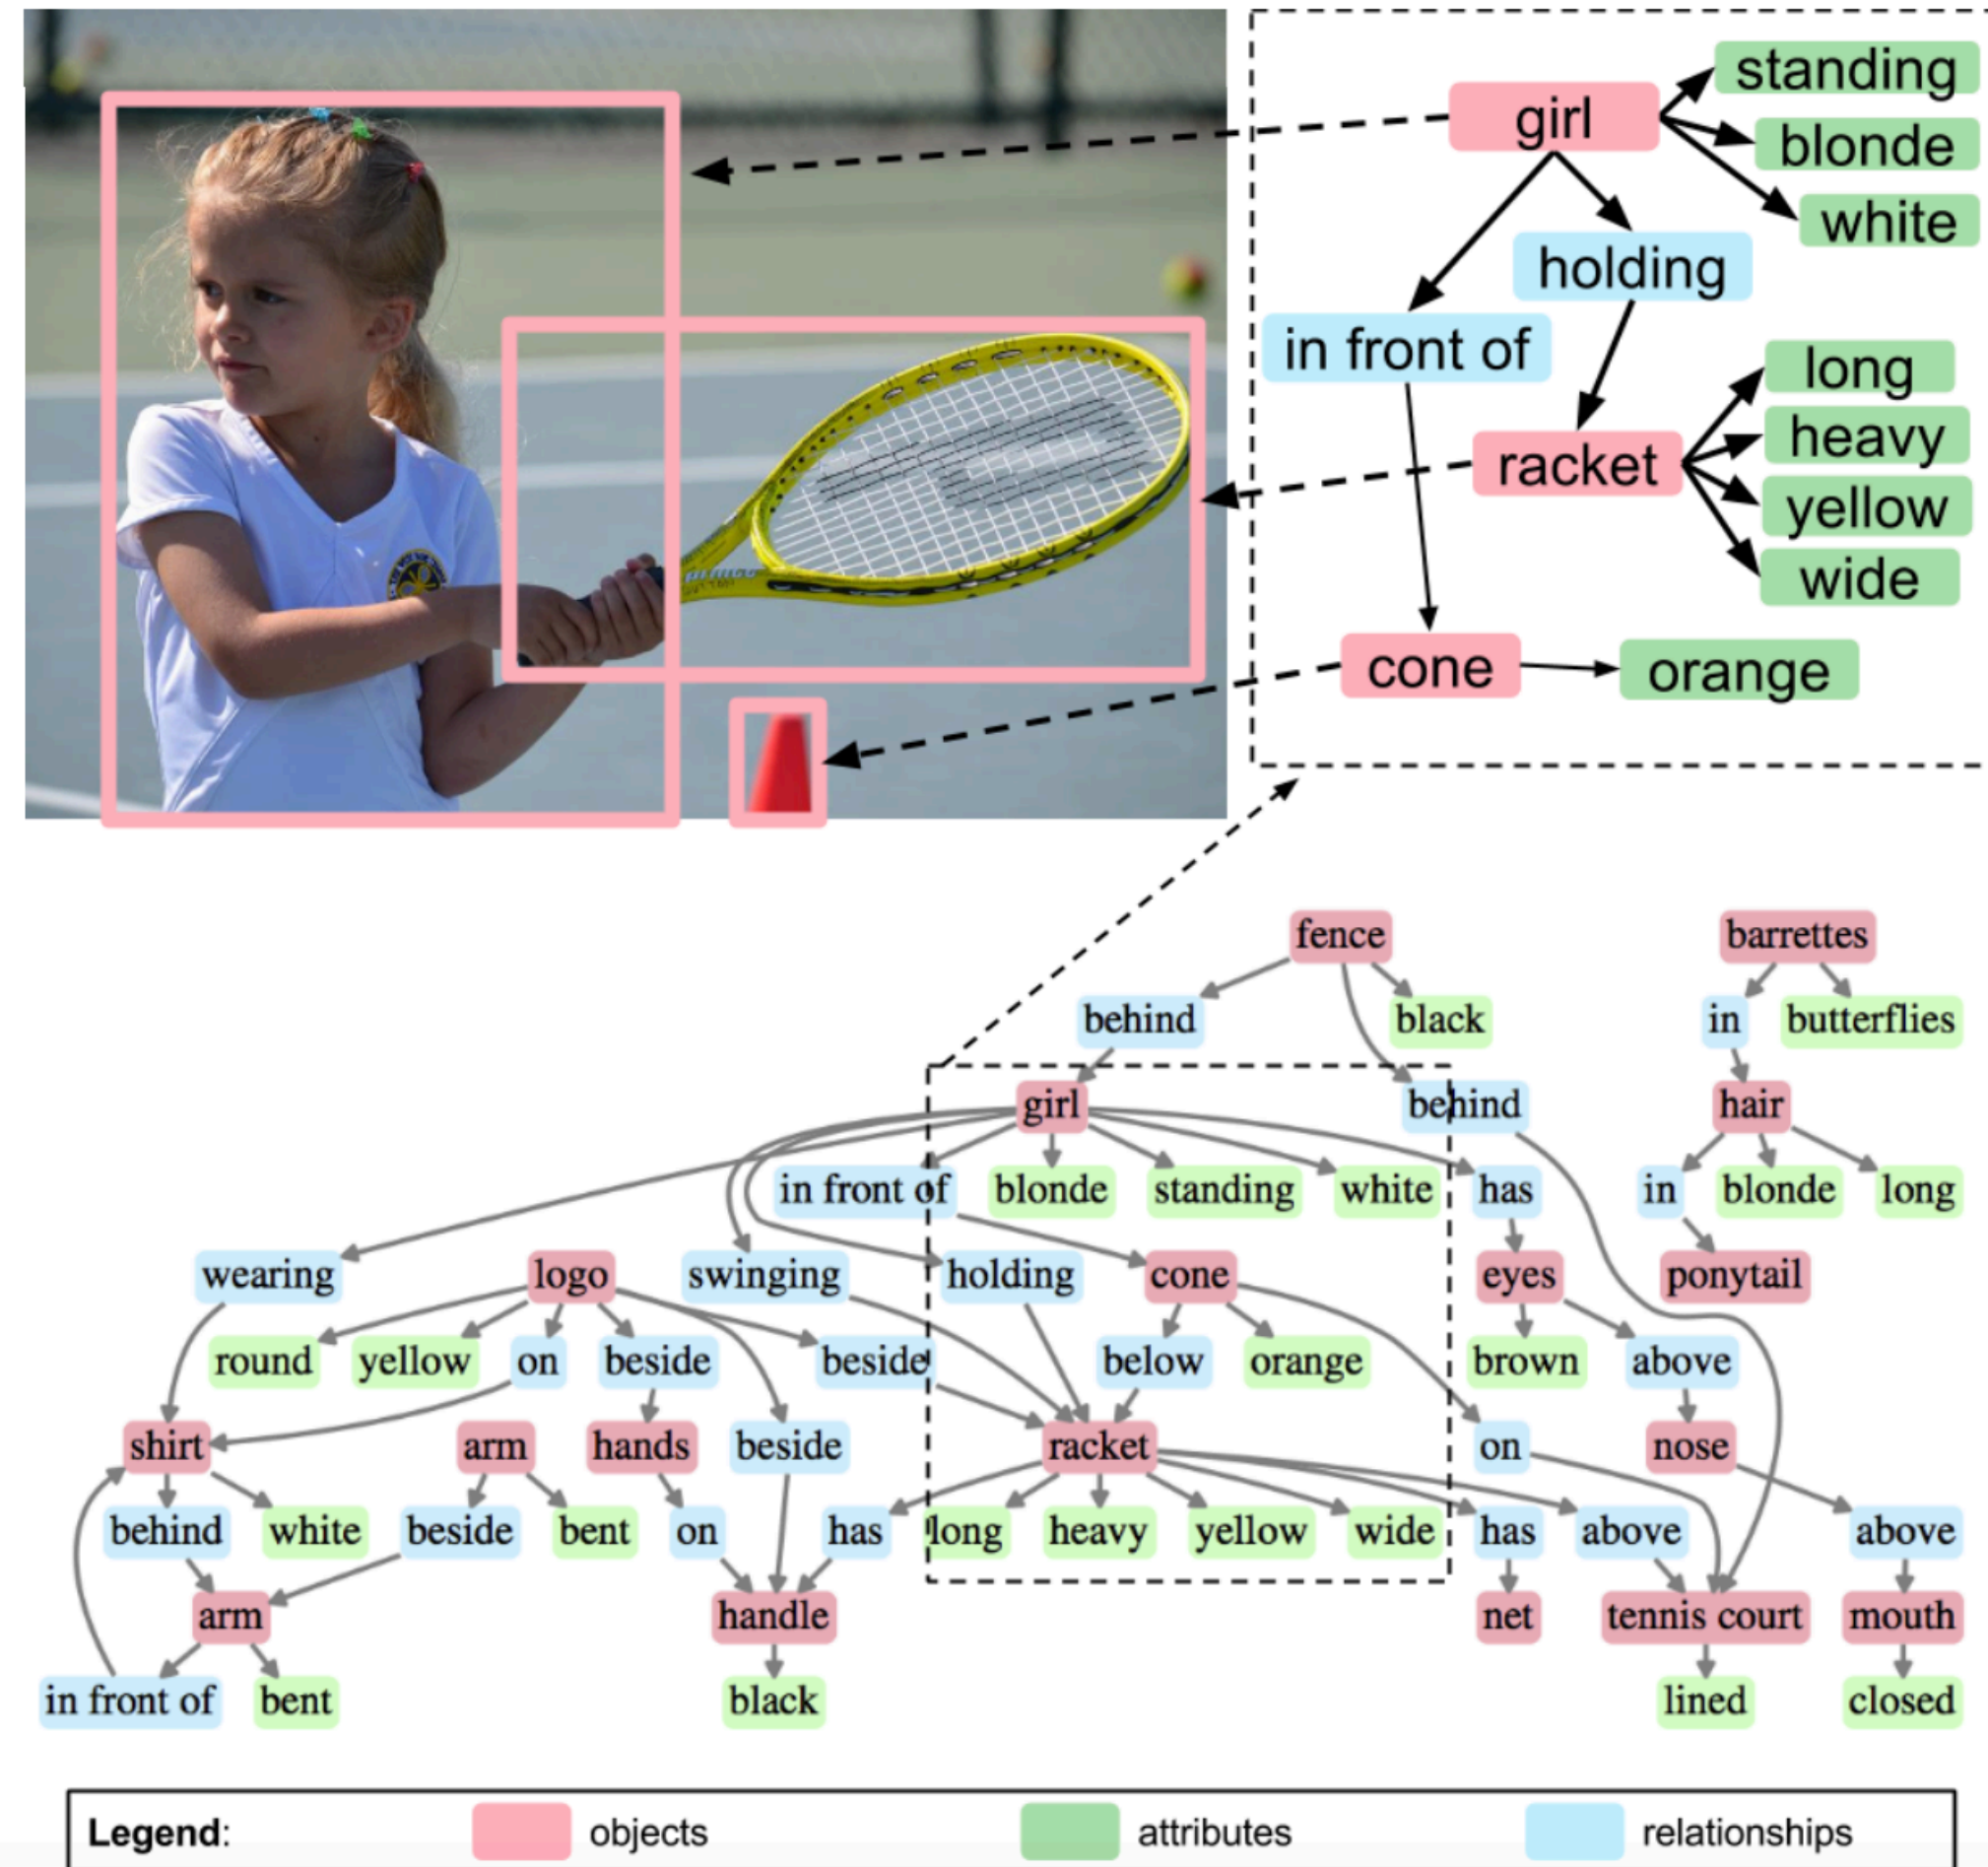 standing
girl
blonde
white
holding
in front of
long
heavy
racket
yellow
wide
cone
orange
fence
barrettes
behind
black
in
butterflies
girl
behind
hair
in front of
blonde
standing
white
has
in
blonde
long
wearing
logo
swinging
holding
cone
eyes
ponytail
round
yellow
on
beside
beside
below
orange
brown
above
shirt
arm
hands
beside
racket
on
nose
behind
white
beside
bent
on
has
long
heavy
yellow
wide
has
above
above
arm
handle
net
tennis court
mouth
in front of
bent
black
lined
closed
Legend:
objects
attributes
relationships